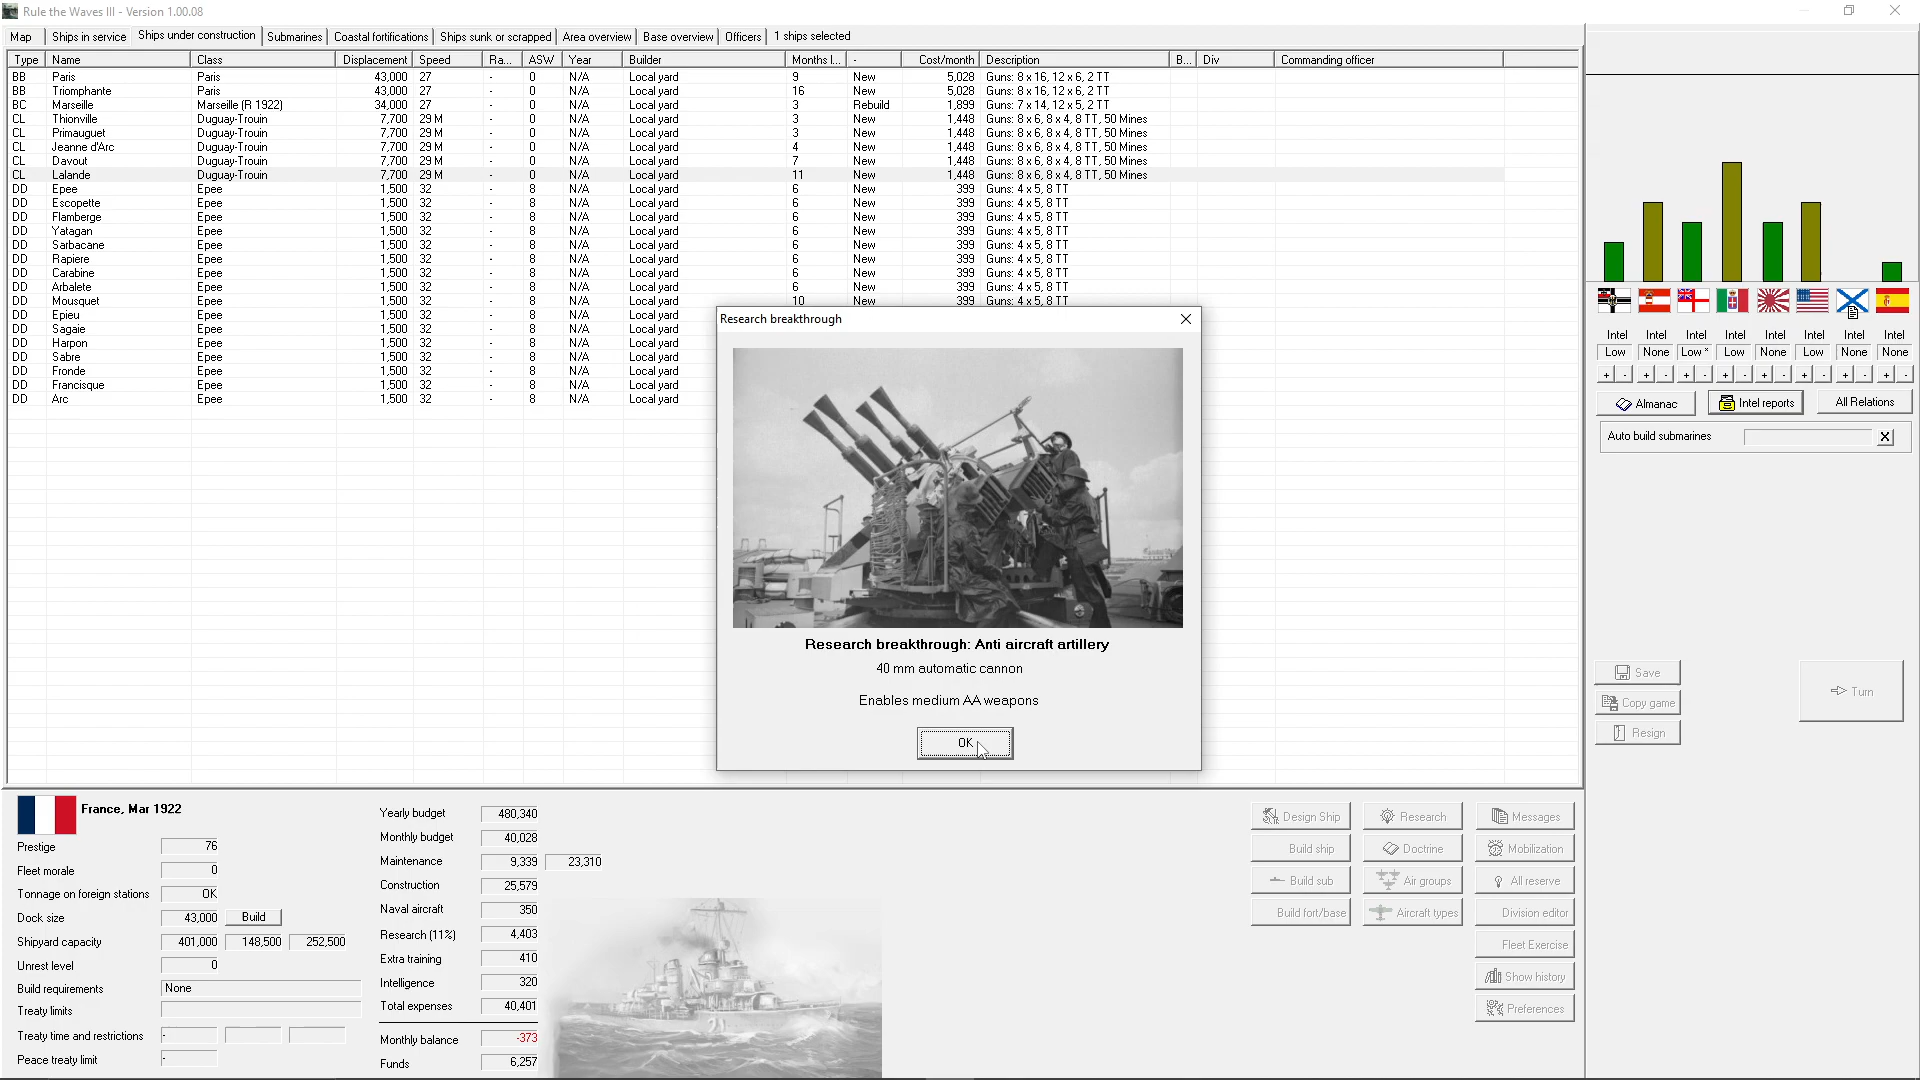 Rule the Waves III - Version 1.00.08
Map Ships in service Ships under construction Submarines Coastal fortifications Ships sunk or scrapped Area overview Base overview Officers 1 ships selected
Type Name Class Displacement Speed Ra... ASW Year Builder Months l... - Cost/month Description B... Div Commanding officer
BB Paris Paris 43,000 27 - 0 N/A Local yard 9 New 5,028 Guns: 8 x 16, 12 x 6, 2 TT
BB Triomphante Paris 43,000 27 - 0 N/A Local yard 16 New 5,028 Guns: 8 x 16, 12 x 6, 2 TT
BC Marseille Marseille (R 1922) 34,000 27 - 0 N/A Local yard 3 Rebuild 1,899 Guns: 7 x 14, 12 x 5, 2 TT
CL Thionville Duguay-Trouin 7,700 29 M - 0 N/A Local yard 3 New 1,448 Guns: 8 x 6, 8 x 4, 8 TT, 50 Mines
CL Primauguet Duguay-Trouin 7,700 29 M - 0 N/A Local yard 3 New 1,448 Guns: 8 x 6, 8 x 4, 8 TT, 50 Mines
CL Jeanne d'Arc Duguay-Trouin 7,700 29 M - 0 N/A Local yard 4 New 1,448 Guns: 8 x 6, 8 x 4, 8 TT, 50 Mines
CL Davout Duguay-Trouin 7,700 29 M - 0 N/A Local yard 7 New 1,448 Guns: 8 x 6, 8 x 4, 8 TT, 50 Mines
CL Lalande Duguay-Trouin 7,700 29 M - 0 N/A Local yard 11 New 1,448 Guns: 8 x 6, 8 x 4, 8 TT, 50 Mines
DD Epee Epee 1,500 32 - 8 N/A Local yard 6 New 399 Guns: 4 x 5, 8 TT
DD Escopette Epee 1,500 32 - 8 N/A Local yard 6 New 399 Guns: 4 x 5, 8 TT
DD Flamberge Epee 1,500 32 - 8 N/A Local yard 6 New 399 Guns: 4 x 5, 8 TT
DD Yatagan Epee 1,500 32 - 8 N/A Local yard 6 New 399 Guns: 4 x 5, 8 TT
DD Sarbacane Epee 1,500 32 - 8 N/A Local yard 6 New 399 Guns: 4 x 5, 8 TT
DD Rapiere Epee 1,500 32 - 8 N/A Local yard 6 New 399 Guns: 4 x 5, 8 TT
DD Carabine Epee 1,500 32 - 8 N/A Local yard 6 New 399 Guns: 4 x 5, 8 TT
DD Arbalete Epee 1,500 32 - 8 N/A Local yard 6 New 399 Guns: 4 x 5, 8 TT
DD Mousquet Epee 1,500 32 - 8 N/A Local yard 10 New 399 Guns: 4 x 5, 8 TT
DD Epieu Epee 1,500 32 - 8 N/A Local yard
DD Sagaie Epee 1,500 32 - 8 N/A Local yard
DD Harpon Epee 1,500 32 - 8 N/A Local yard
DD Sabre Epee 1,500 32 - 8 N/A Local yard
DD Fronde Epee 1,500 32 - 8 N/A Local yard
DD Francisque Epee 1,500 32 - 8 N/A Local yard
DD Arc Epee 1,500 32 - 8 N/A Local yard
Research breakthrough
Research breakthrough: Anti aircraft artillery
40 mm automatic cannon
Enables medium AA weapons
OK
Intel Intel Intel Intel Intel Intel Intel Intel
Low None Low * Low None Low None None
+ - + - + - + - + - + - + - + -
Almanac Intel reports All Relations
Auto build submarines X
Save
Copy game
Resign
Turn
France, Mar 1922
Prestige 76
Fleet morale 0
Tonnage on foreign stations OK
Dock size 43,000 Build
Shipyard capacity 401,000 148,500 252,500
Unrest level 0
Build requirements None
Treaty limits
Treaty time and restrictions -
Peace treaty limit -
Yearly budget 480,340
Monthly budget 40,028
Maintenance 9,339 23,310
Construction 25,579
Naval aircraft 350
Research (11%) 4,403
Extra training 410
Intelligence 320
Total expenses 40,401
Monthly balance -373
Funds 6,257
Design Ship Research Messages
Build ship Doctrine Mobilization
Build sub Air groups All reserve
Build fort/base Aircraft types Division editor
Fleet Exercise
Show history
Preferences